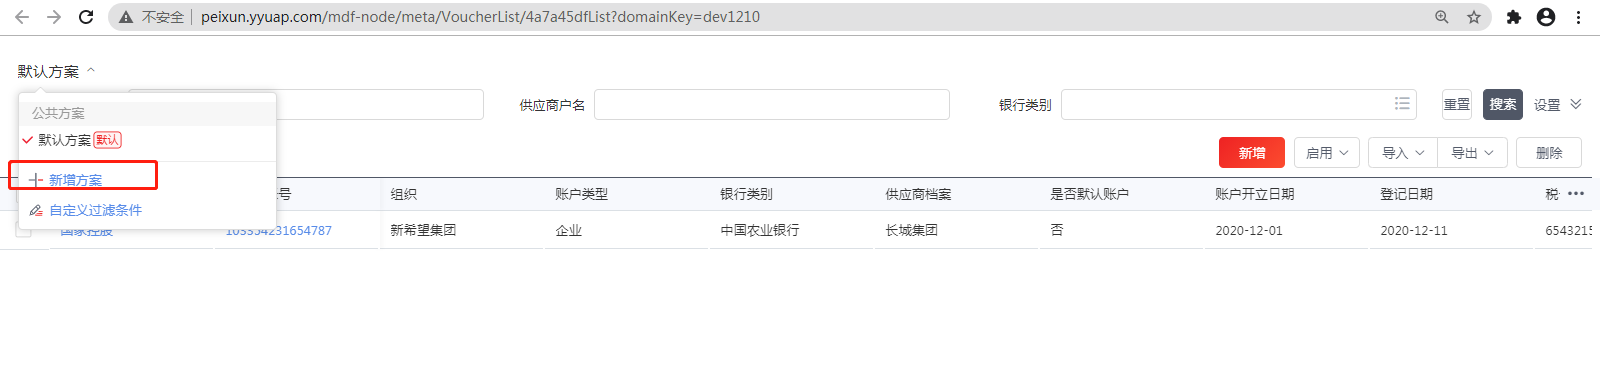 不安全 peixun.yyuap.com/mdf-node/meta/VoucherList/4a7a45dfList?domainKey=dev1210
默认方案
供应商户名 银行类别 重置 搜索 设置
公共方案
默认方案 默认
新增 启用 导入 导出 删除
新增方案
号 组织 账户类型 银行类别 供应商档案 是否默认账户 账户开立日期 登记日期 税
自定义过滤条件
国家控股 103354231654787 新希望集团 企业 中国农业银行 长城集团 否 2020-12-01 2020-12-11 6543215